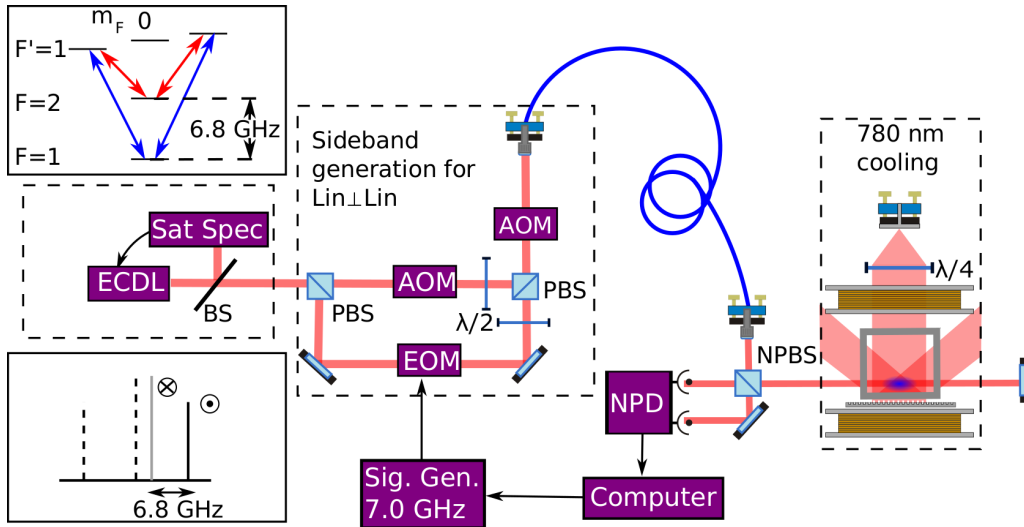 m_F 0
F'=1
F=2
6.8 GHz
F=1
Sideband
generation for
Lin⊥Lin
780 nm
cooling
AOM
Sat Spec
ECDL
BS
PBS
AOM
PBS
λ/2
EOM
λ/4
NPBS
NPD
Sig. Gen.
7.0 GHz
Computer
6.8 GHz